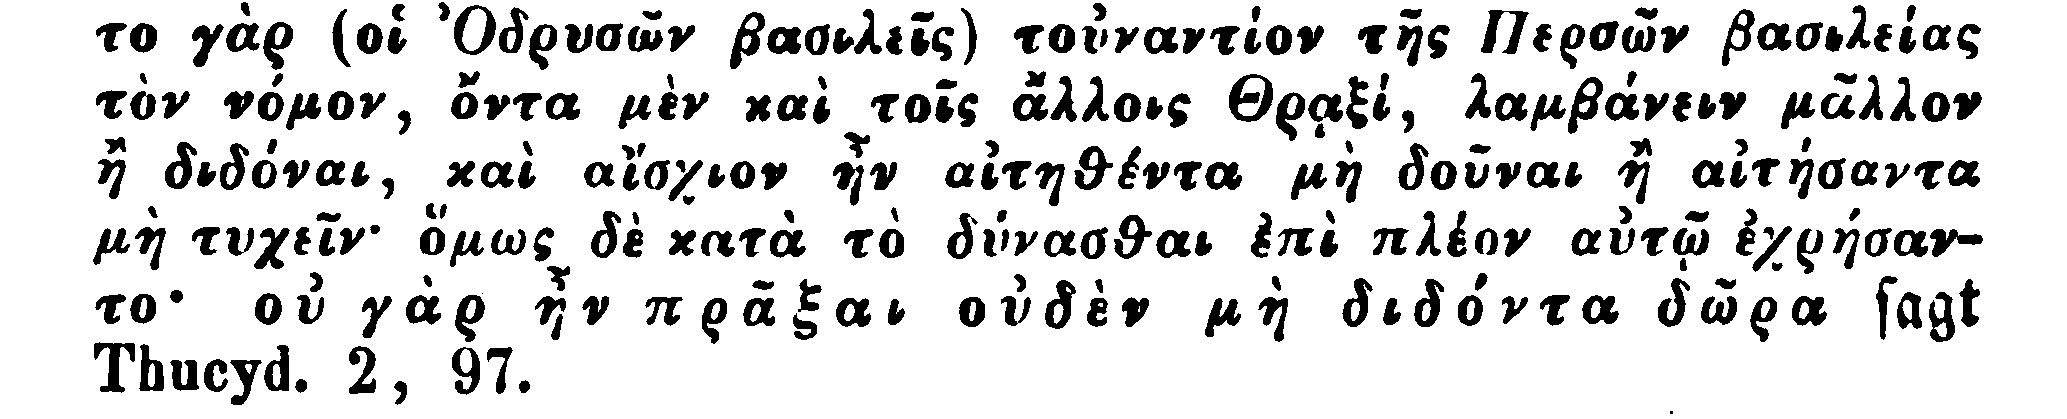 το γὰρ (οἱ Ὀδρυσῶν βασιλεῖς) τοὐναντίον τῆς Περσῶν βασιλείας
τὸν νόμον, ὄντα μὲν καὶ τοῖς ἄλλοις Θρᾳξί, λαμβάνειν μᾶλλον
ἢ διδόναι, καὶ αἴσχιον ἦν αἰτηθέντα μὴ δοῦναι ἢ αἰτήσαντα
μὴ τυχεῖν· ὅμως δὲ κατὰ τὸ δύνασθαι ἐπὶ πλέον αὐτῷ ἐχρήσαν-
το· οὐ γὰρ ἦν πρᾶξαι οὐδὲν μὴ διδόντα δῶρα ſagt
Thucyd. 2, 97.